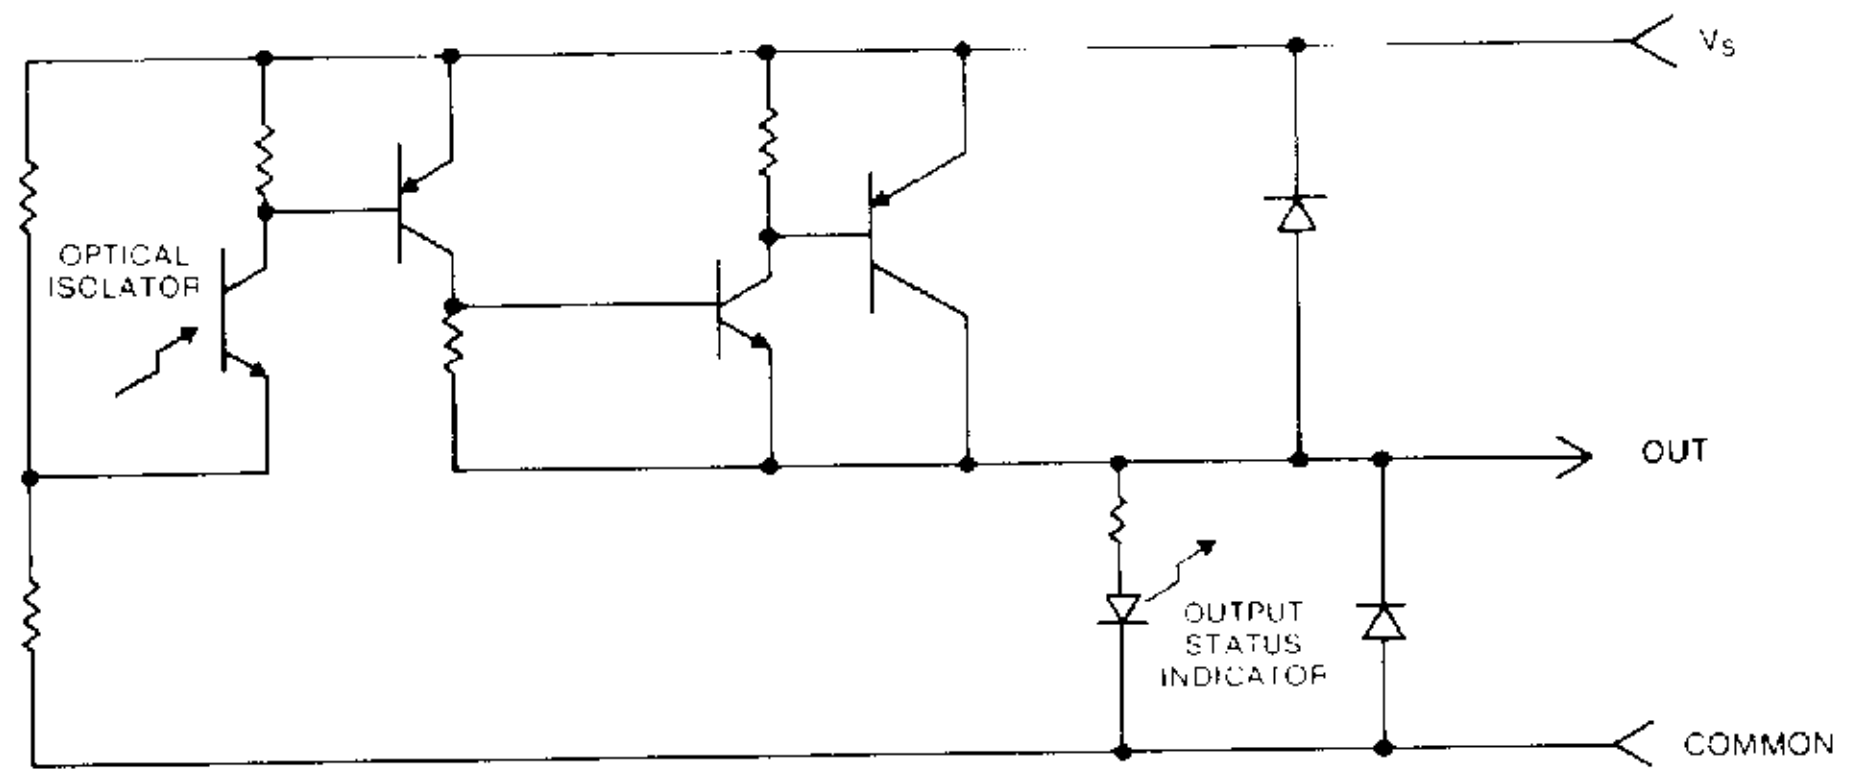 VS
OPTICAL
ISOLATOR
OUT
OUTPUT
STATUS
INDICATOR
COMMON